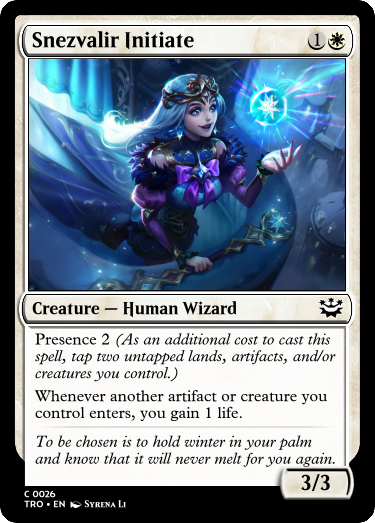 Snezvalir Initiate 1
Creature — Human Wizard
Presence 2 (As an additional cost to cast this
spell, tap two untapped lands, artifacts, and/or
creatures you control.)
Whenever another artifact or creature you
control enters, you gain 1 life.
To be chosen is to hold winter in your palm
and know that it will never melt for you again.
3/3
C 0026
TRO • EN Syrena Li